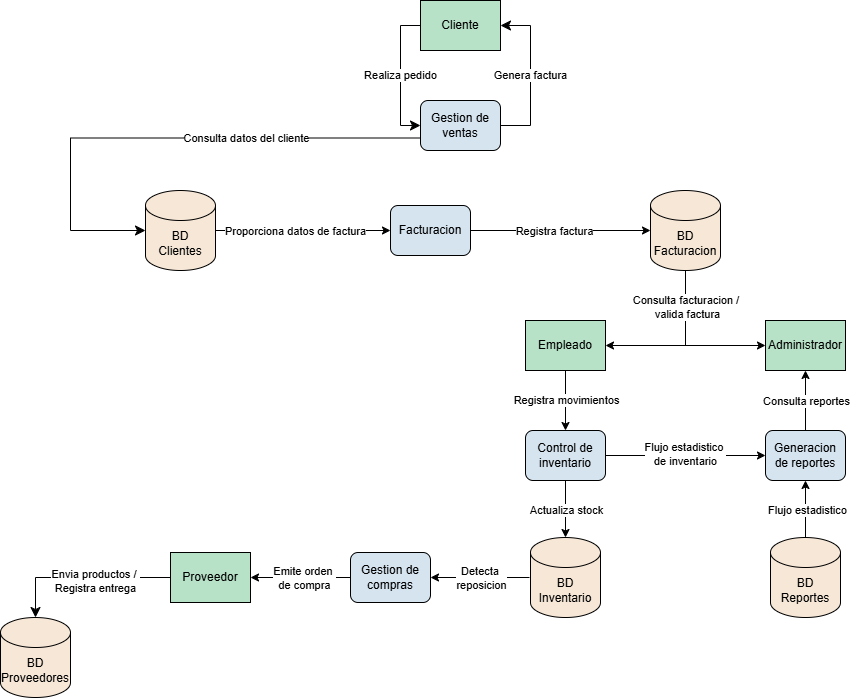 Cliente
Realiza pedido
Genera factura
Gestion de
ventas
Consulta datos del cliente
BD
Clientes
Proporciona datos de factura
Facturacion
Registra factura
BD
Facturacion
Consulta facturacion /
valida factura
Empleado
Administrador
Registra movimientos
Consulta reportes
Control de
inventario
Flujo estadistico
de inventario
Generacion
de reportes
Actualiza stock
Flujo estadistico
Envia productos /
Registra entrega
Proveedor
Emite orden
de compra
Gestion de
compras
Detecta
reposicion
BD
Inventario
BD
Reportes
BD
Proveedores